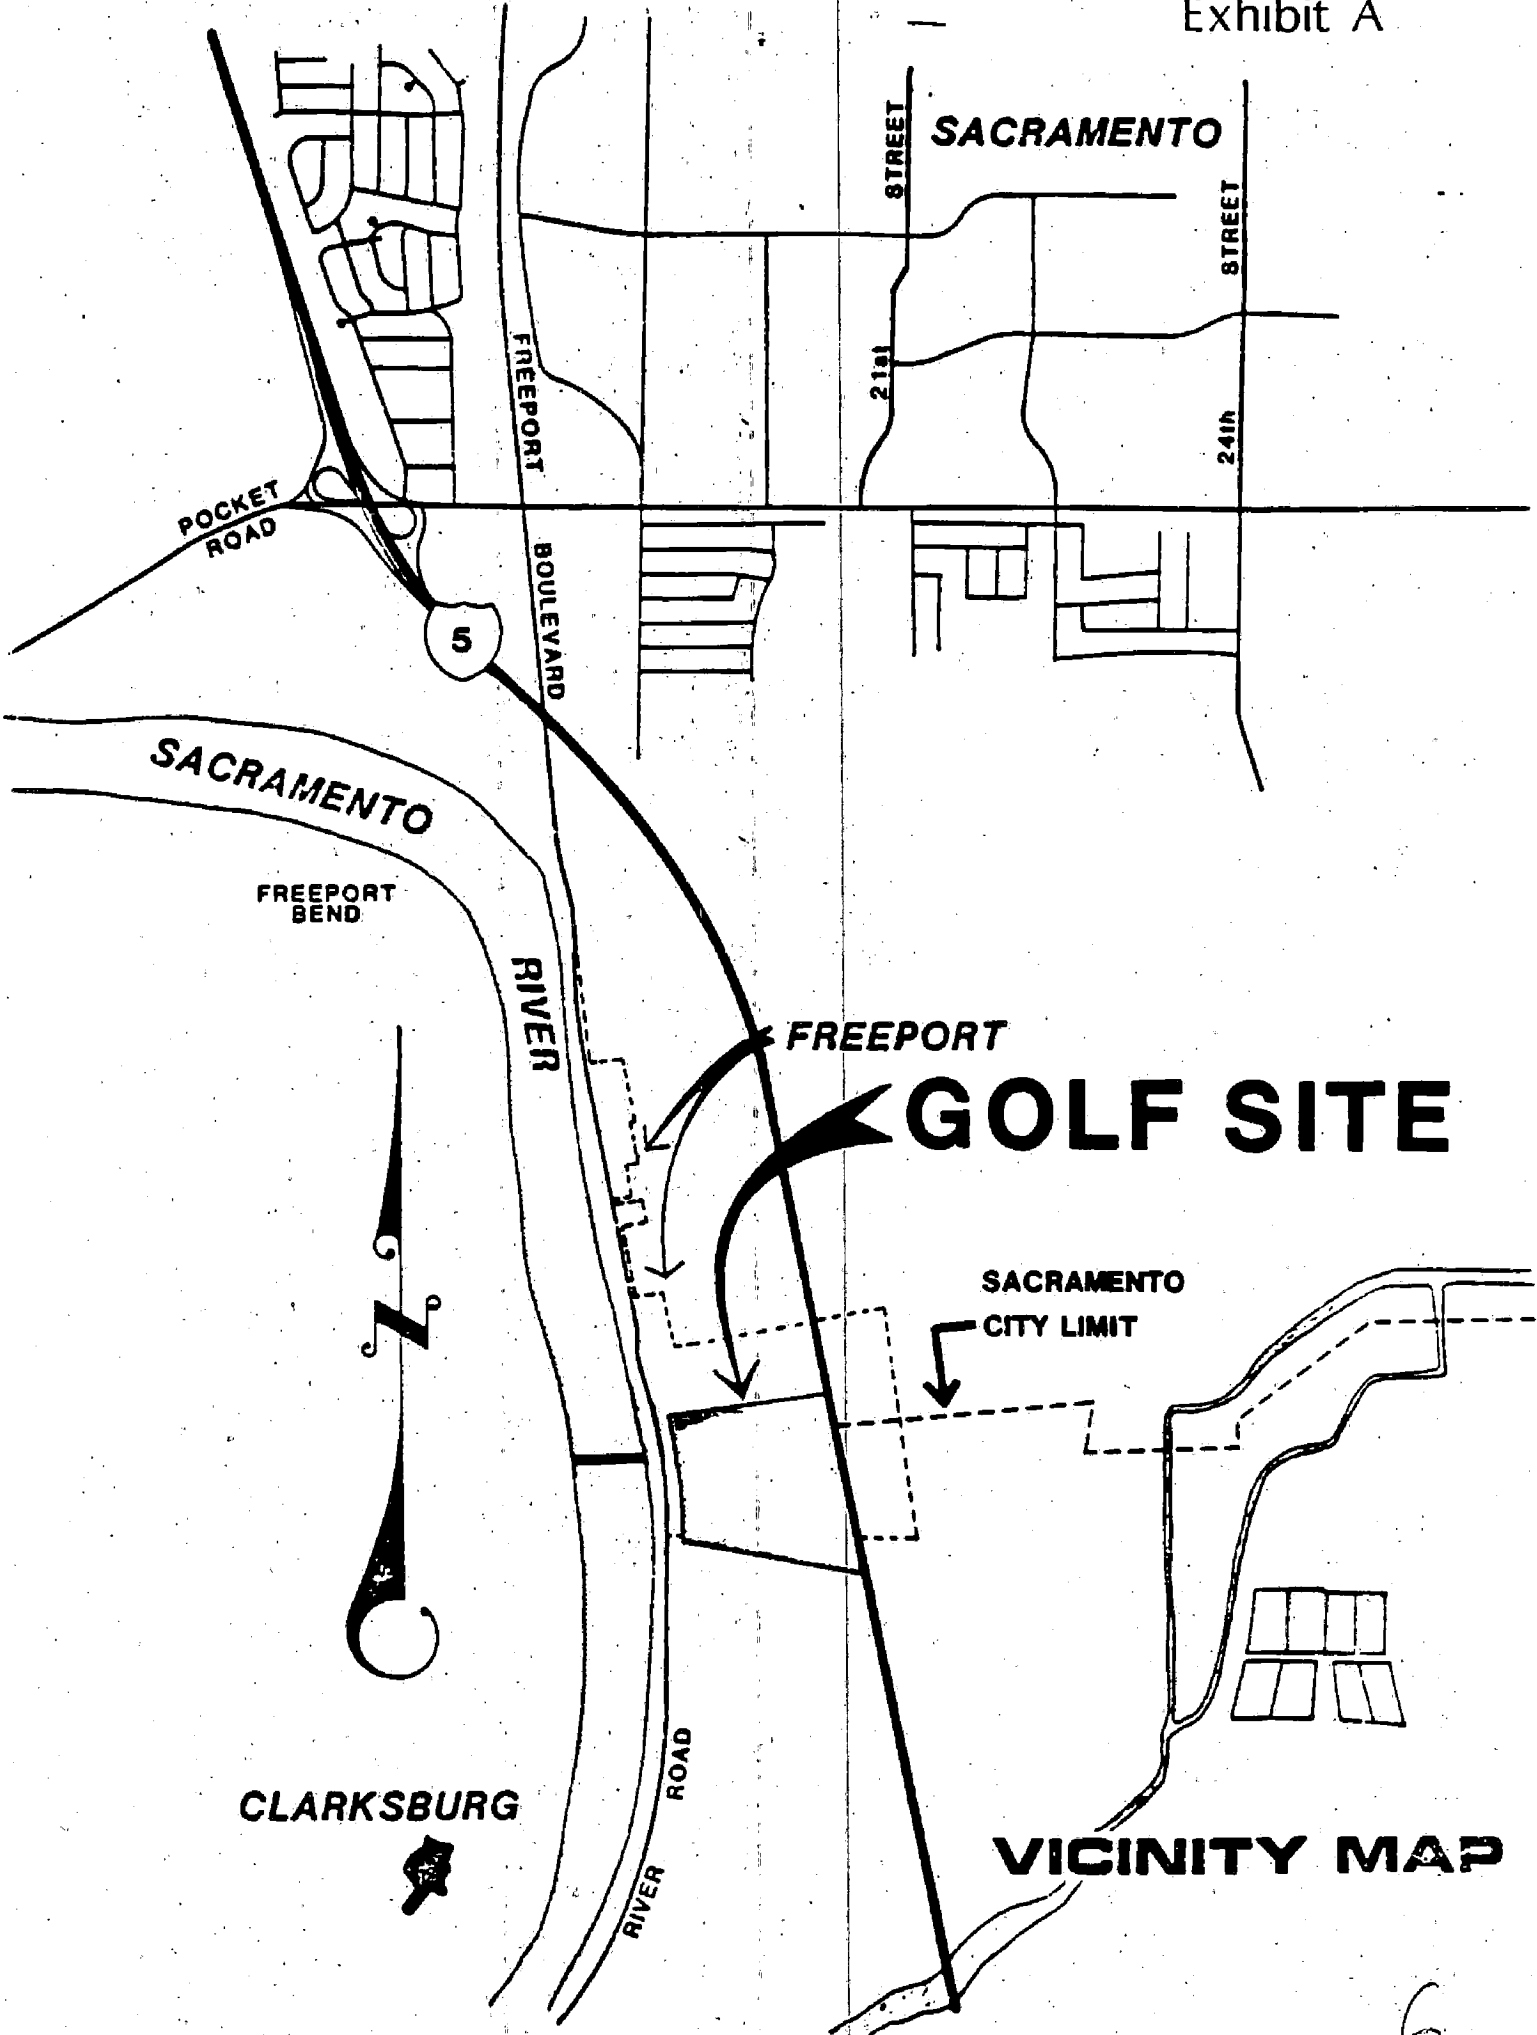 Exhibit A
SACRAMENTO
21st STREET
24th STREET
FREEPORT BOULEVARD
POCKET
ROAD
5
SACRAMENTO RIVER
FREEPORT
BEND
FREEPORT
GOLF SITE
N
SACRAMENTO
CITY LIMIT
CLARKSBURG
RIVER ROAD
VICINITY MAP